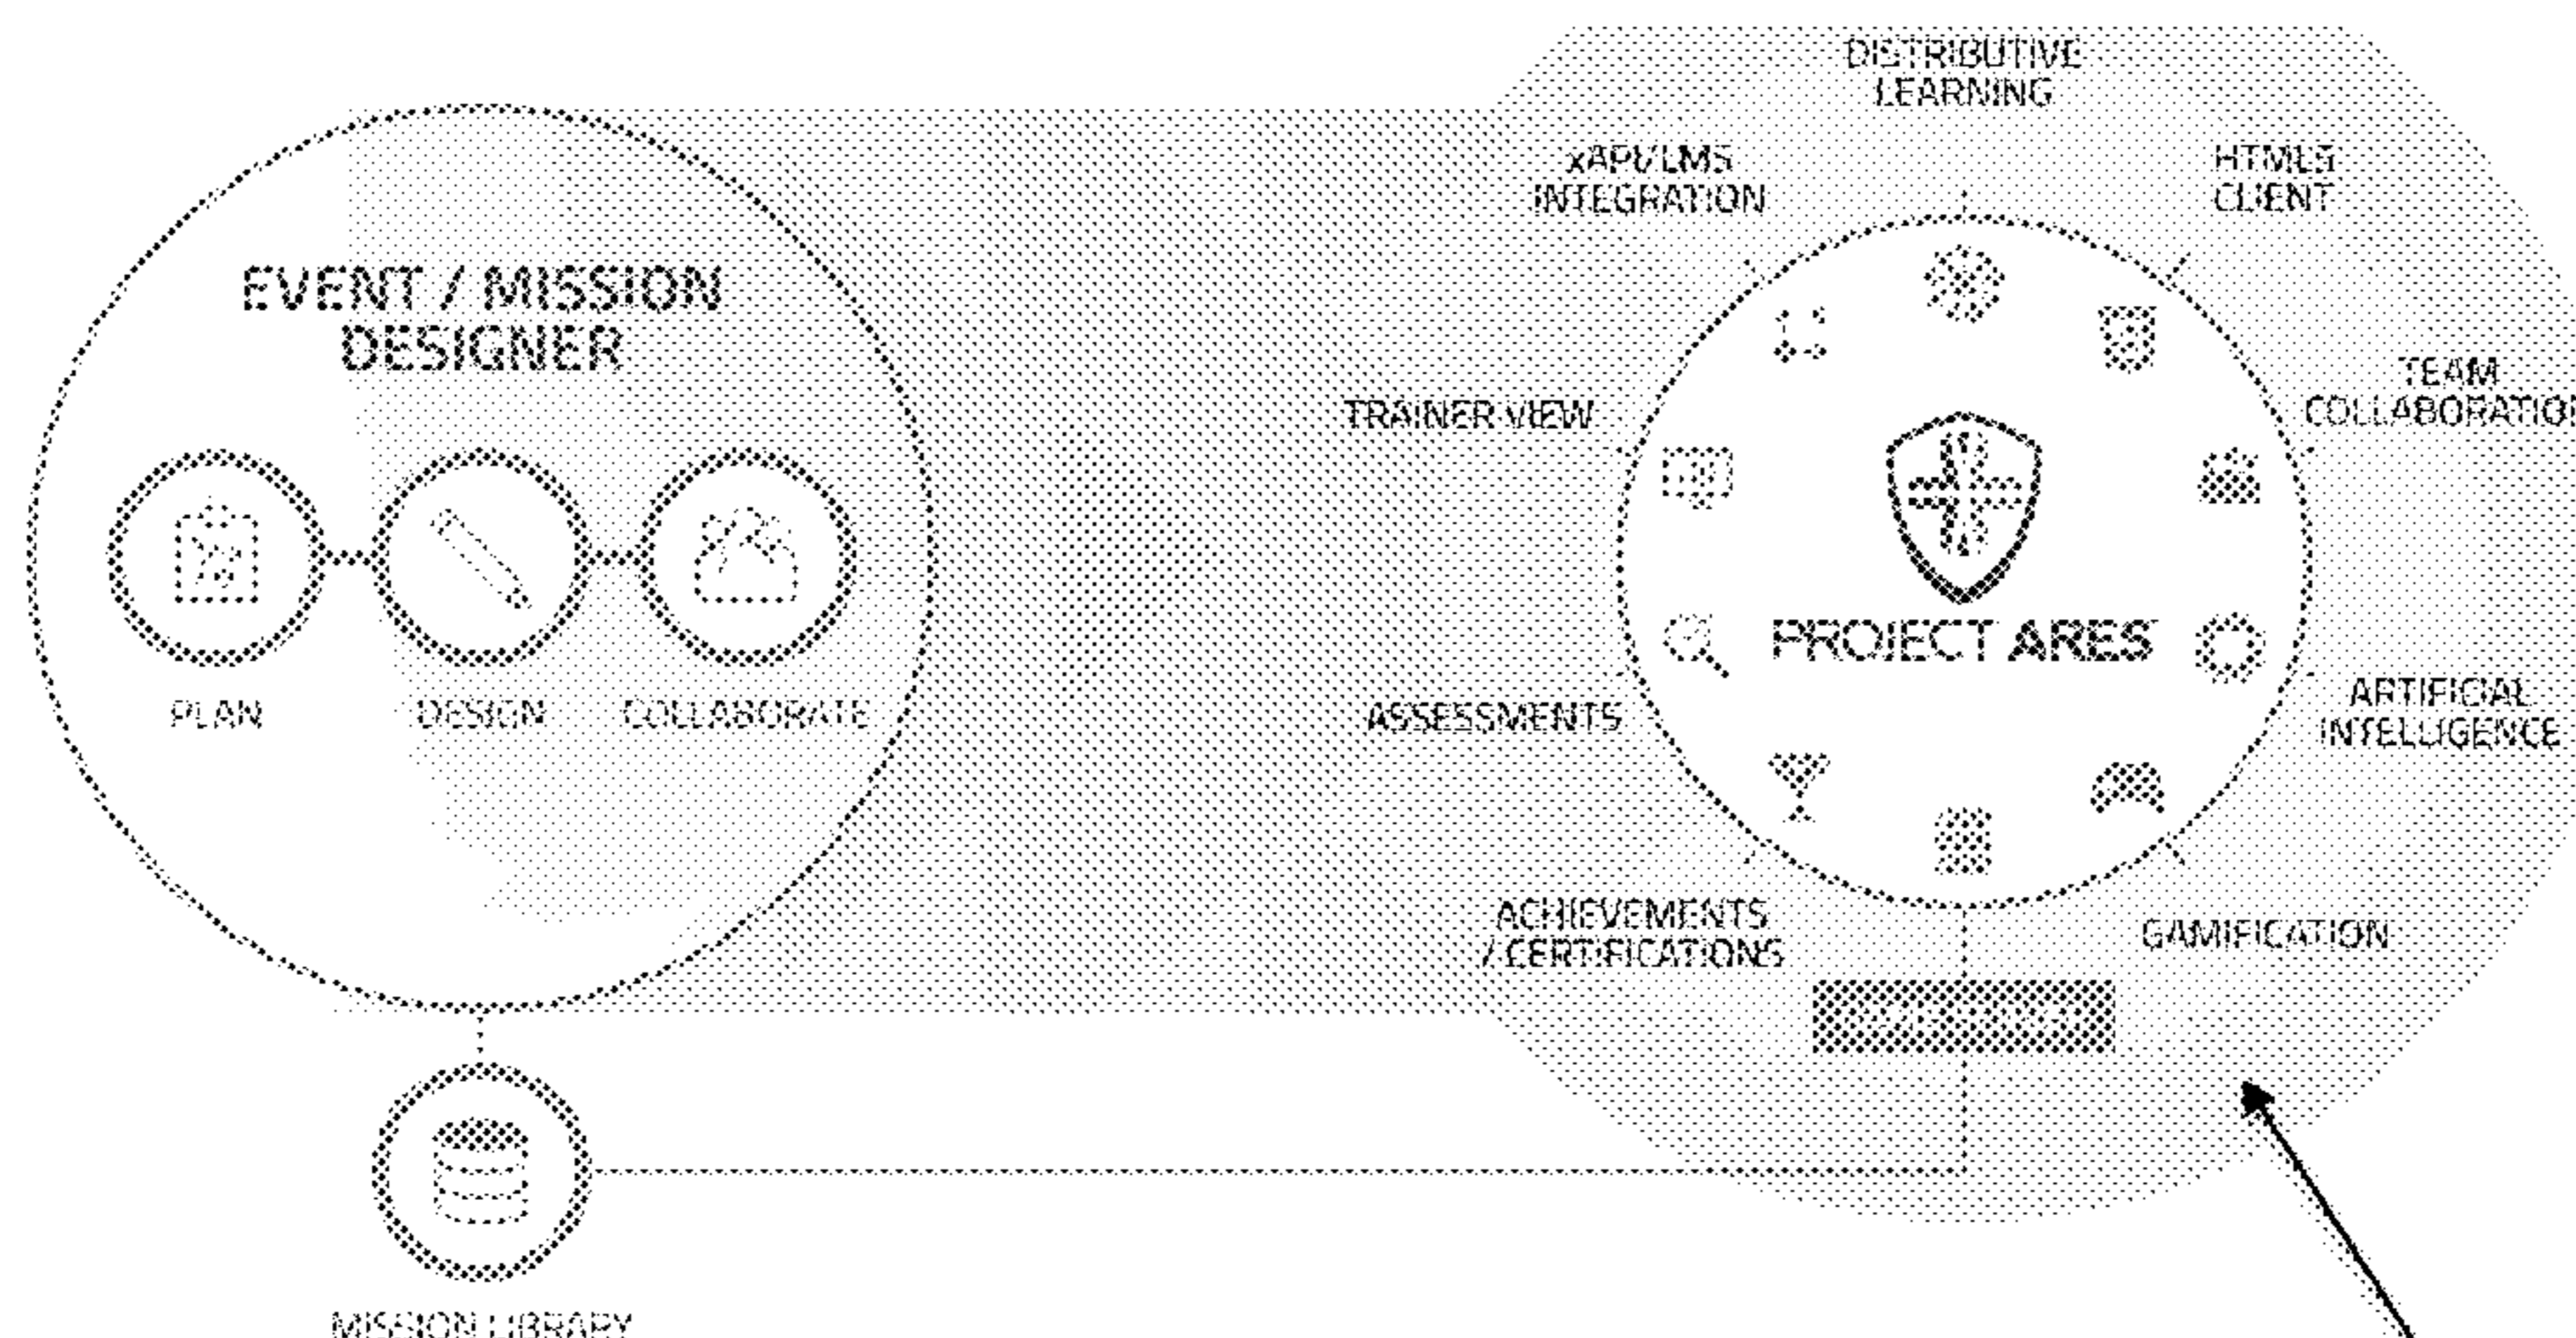 EVENT / MISSION
DESIGNER
PLAN
DESIGN
COLLABORATE
MISSION LIBRARY
DISTRIBUTIVE
LEARNING
xAPI/LMS
INTEGRATION
HTML5
CLIENT
TRAINER VIEW
TEAM
COLLABORATION
PROJECT ARES
ASSESSMENTS
ARTIFICIAL
INTELLIGENCE
ACHIEVEMENTS
/ CERTIFICATIONS
GAMIFICATION